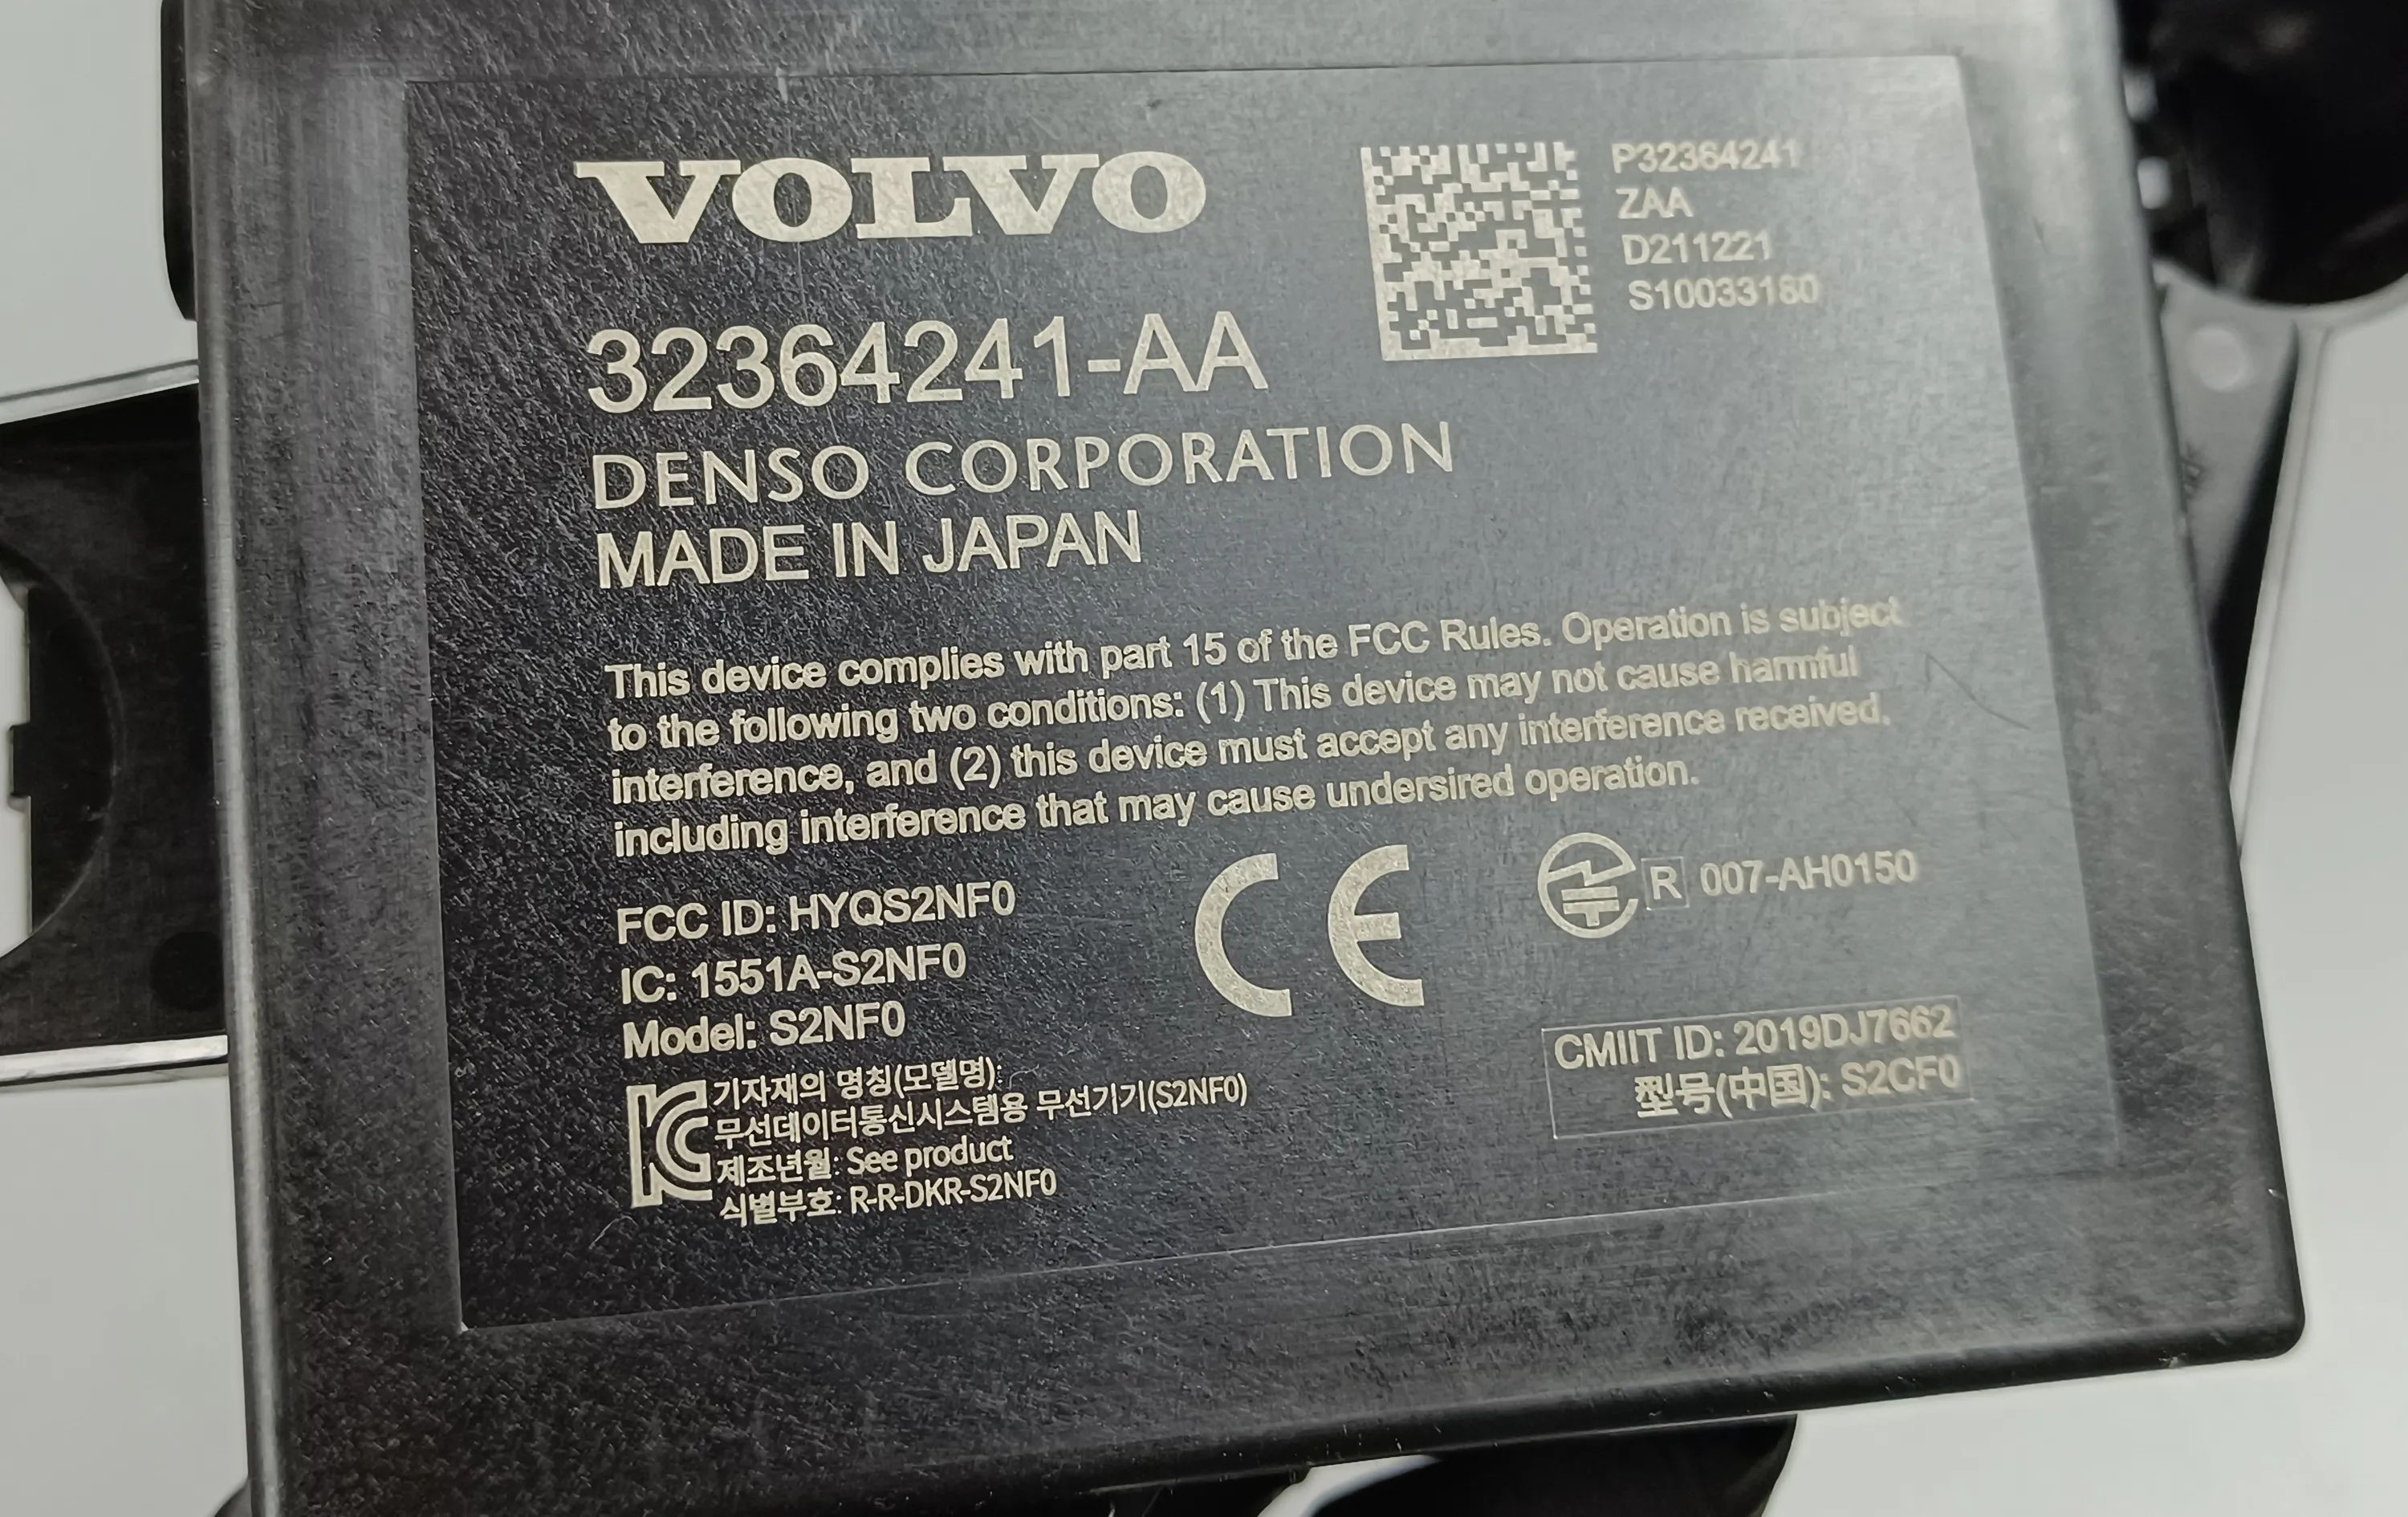 VOLVO
P32364241
ZAA
D211221
S10033180
32364241-AA
DENSO CORPORATION
MADE IN JAPAN
This device complies with part 15 of the FCC Rules. Operation is subject
to the following two conditions: (1) This device may not cause harmful
interference, and (2) this device must accept any interference received,
including interference that may cause undersired operation.
FCC ID: HYQS2NF0
IC: 1551A-S2NF0
Model: S2NF0
CE
R 007-AH0150
KC
기자재의 명칭(모델명):
무선데이터통신시스템용 무선기기(S2NF0)
제조년월: See product
식별부호: R-R-DKR-S2NF0
CMIIT ID: 2019DJ7662
型号(中国): S2CF0